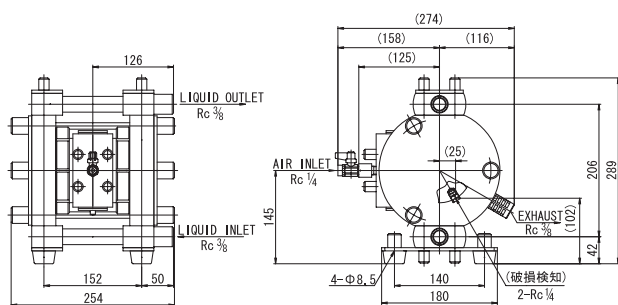 (274)
(158)
(116)
(125)
126
LIQUID OUTLET
Rc 3/8
AIR INLET
Rc 1/4
(25)
145
206
289
LIQUID INLET
Rc 3/8
EXHAUST
Rc 3/8
(102)
42
152
50
254
4-Φ8.5
140
180
(破損検知)
2-Rc 1/4